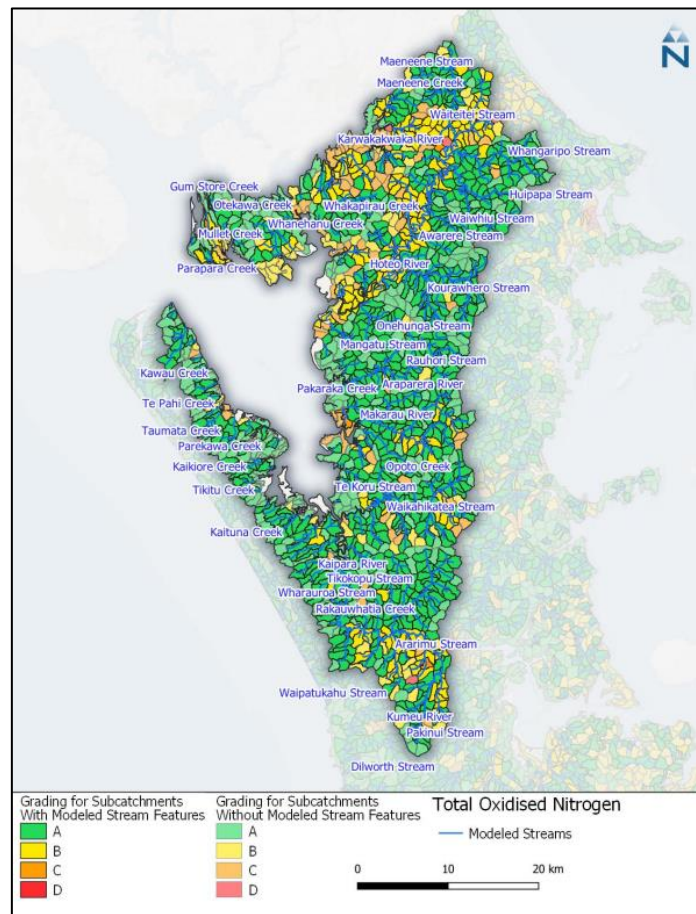 N
Maeneene Stream
Maeneene Creek
Waiteitei Stream
Karwakakwaka River
Whangaripo Stream
Gum Store Creek
Huipapa Stream
Otekawa Creek
Whakapirau Creek
Waiwhiu Stream
Whanehanu Creek
Mullet Creek
Awarere Stream
Parapara Creek
Hoteo River
Kourawhero Stream
Onehunga Stream
Mangatu Stream
Rauhori Stream
Kawau Creek
Pakaraka Creek
Araparera River
Te Pahi Creek
Makarau River
Taumata Creek
Parekawa Creek
Kaikiore Creek
Opoto Creek
Tikitu Creek
Te Koru Stream
Waikahikatea Stream
Kaituna Creek
Kaipara River
Tikokopu Stream
Wharauroa Stream
Rakauwhatia Creek
Ararimu Stream
Waipatukahu Stream
Kumeu River
Pakinui Stream
Dilworth Stream
Grading for Subcatchments
With Modeled Stream Features
A
B
C
D
Grading for Subcatchments
Without Modeled Stream Features
A
B
C
D
Total Oxidised Nitrogen
Modeled Streams
0 10 20 km